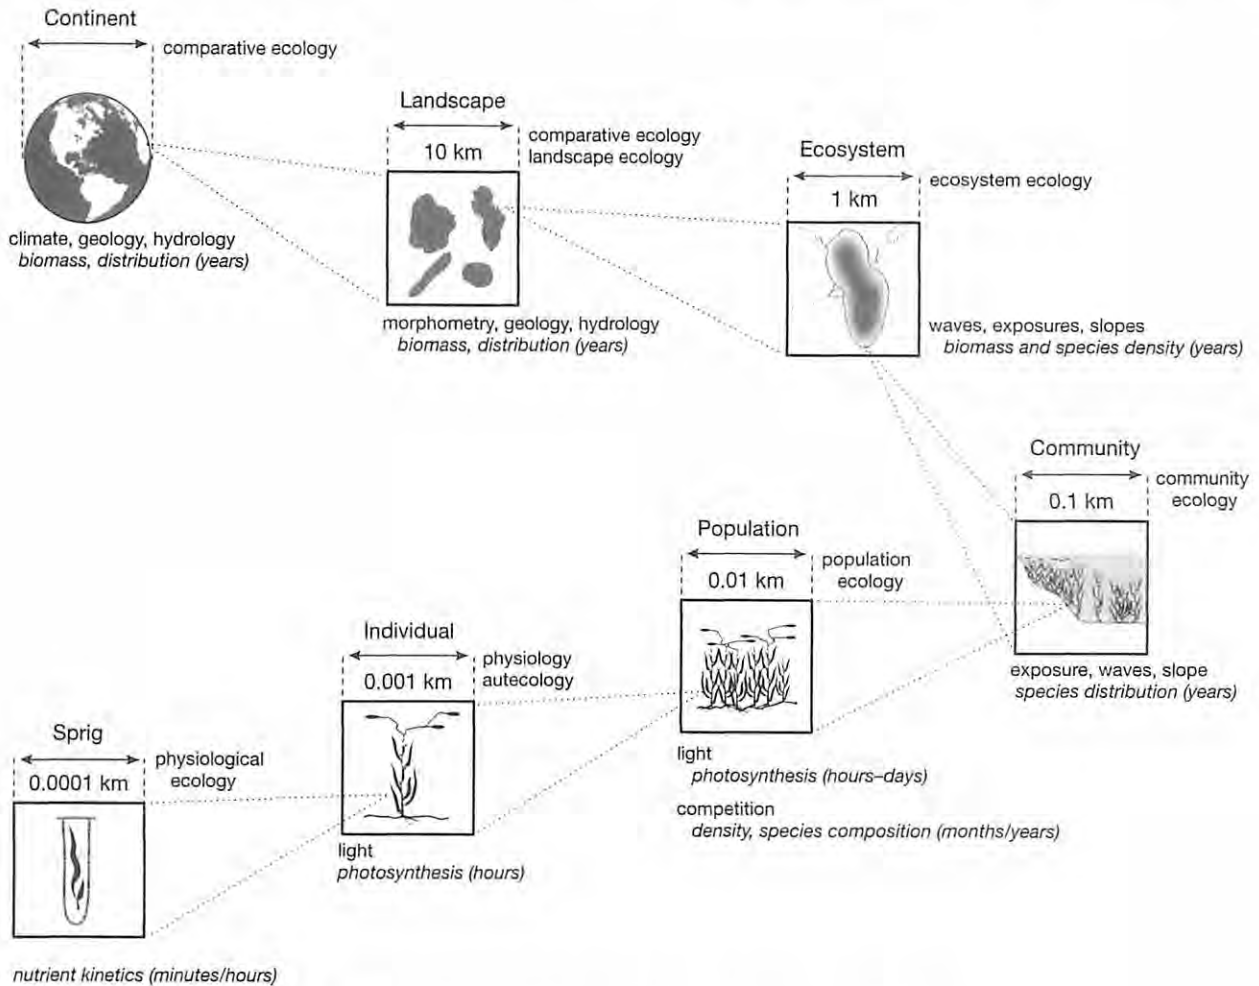 Continent
comparative ecology
climate, geology, hydrology
biomass, distribution (years)
Landscape
10 km
comparative ecology
landscape ecology
morphometry, geology, hydrology
biomass, distribution (years)
Ecosystem
1 km
ecosystem ecology
waves, exposures, slopes
biomass and species density (years)
Community
0.1 km
community
ecology
exposure, waves, slope
species distribution (years)
Population
0.01 km
population
ecology
light
photosynthesis (hours–days)
competition
density, species composition (months/years)
Individual
0.001 km
physiology
autecology
light
photosynthesis (hours)
Sprig
0.0001 km
physiological
ecology
nutrient kinetics (minutes/hours)